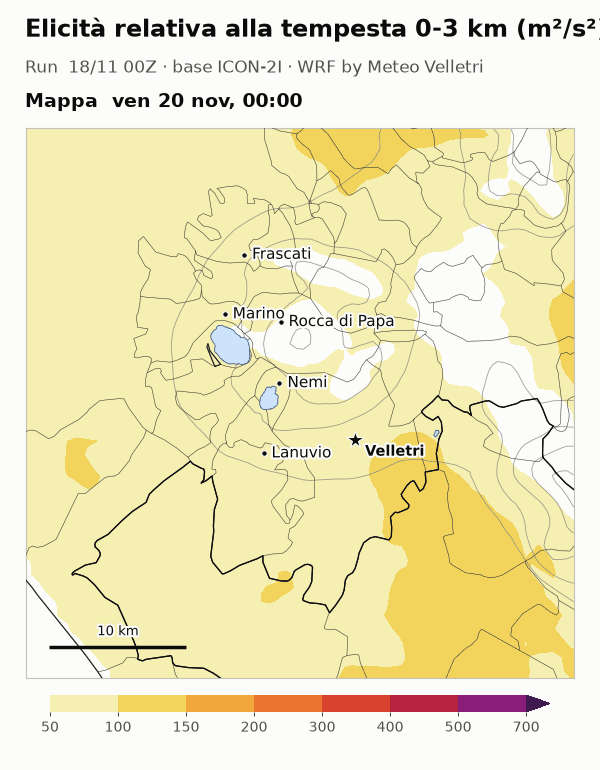 Elicità relativa alla tempesta 0-3 km (m²/s²)
Run  18/11 00Z · base ICON-2I · WRF by Meteo Velletri
Mappa  ven 20 nov, 00:00
Frascati
Marino
Rocca di Papa
Nemi
Velletri
Lanuvio
10 km
50 100 150 200 300 400 500 700